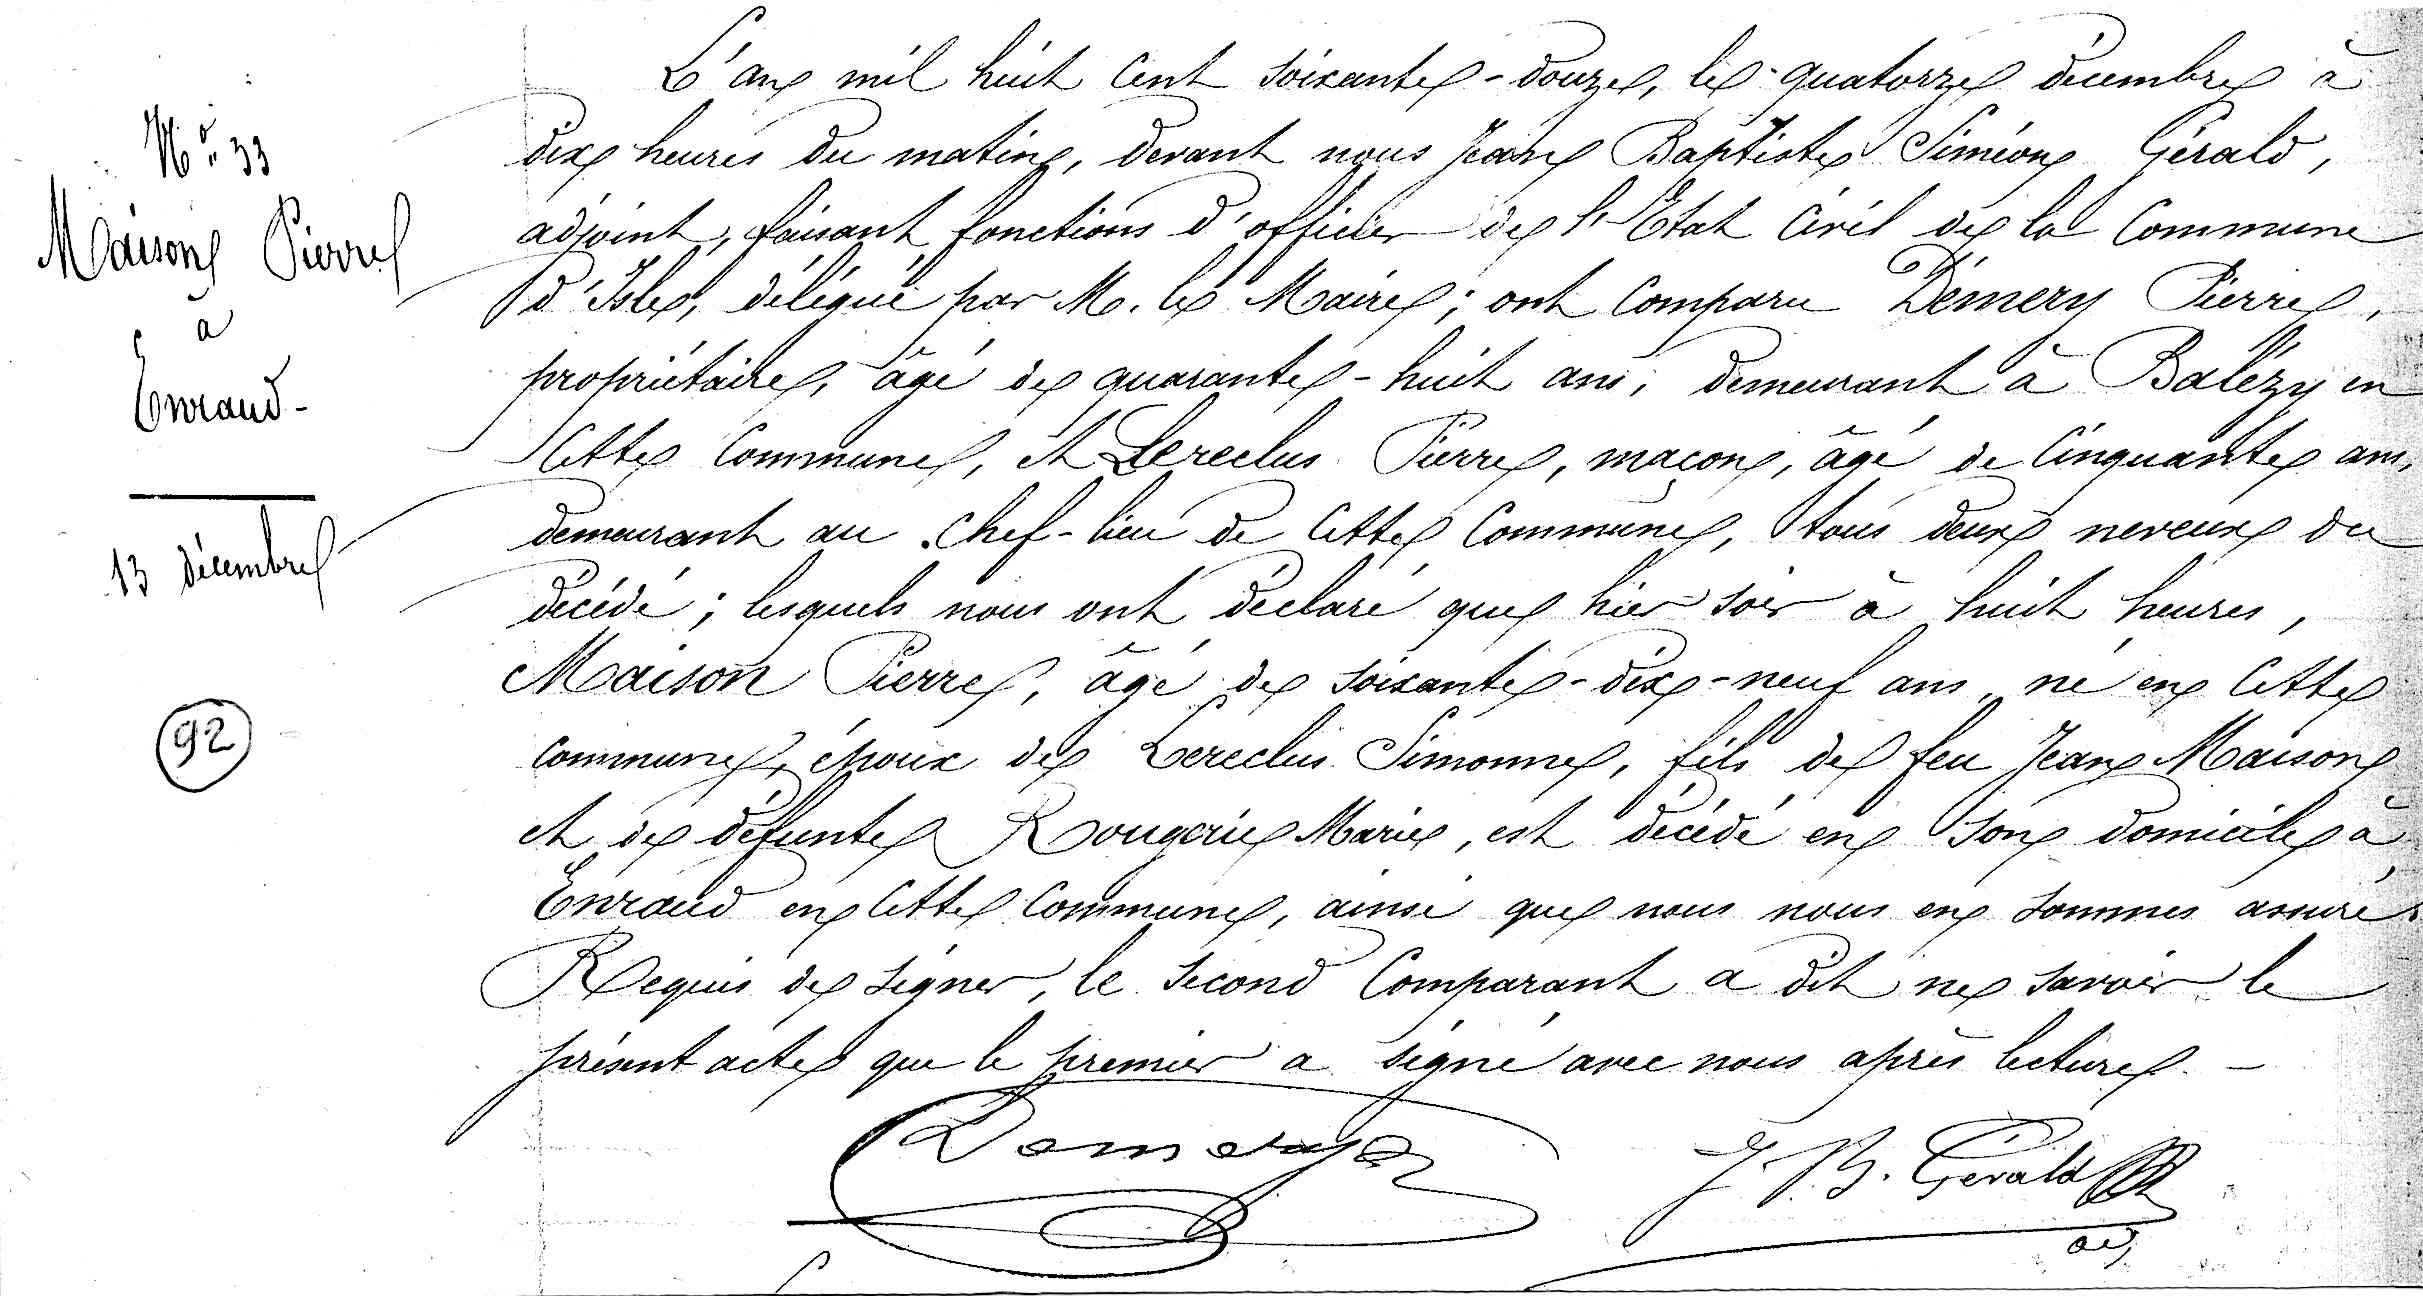 N° 33
Maison Pierre
à
Envaud -
13 décembre
92
L'an mil huit cent soixante-douze, le quatorze décembre à
dix heures du matin, devant nous Jean Baptiste Siméon Gérald,
adjoint, faisant fonctions d'officier de l'Etat civil de la Commune
d'Isle, délégué par M. le Maire; ont comparu Démery Pierre,
propriétaire, âgé de quarante-huit ans, demeurant à Balézy en
cette commune, et Lereclus Pierre, maçon, âgé de cinquante ans,
demeurant au chef-lieu de cette commune, tous deux neveux du
décédé; lesquels nous ont déclaré que hier soir à huit heures,
Maison Pierre, âgé de soixante-dix-neuf ans, né en cette
commune, époux de Lereclus Simonne, fils de feu Jean Maison
et de défunte Rougerie Marie, est décédé en son domicile à
Envaud en cette commune, ainsi que nous nous en sommes assuré.
Requis de signer, le second comparant a dit ne savoir le
présent acte que le premier a signé avec nous après lecture. -
J. B. Gérald
adj